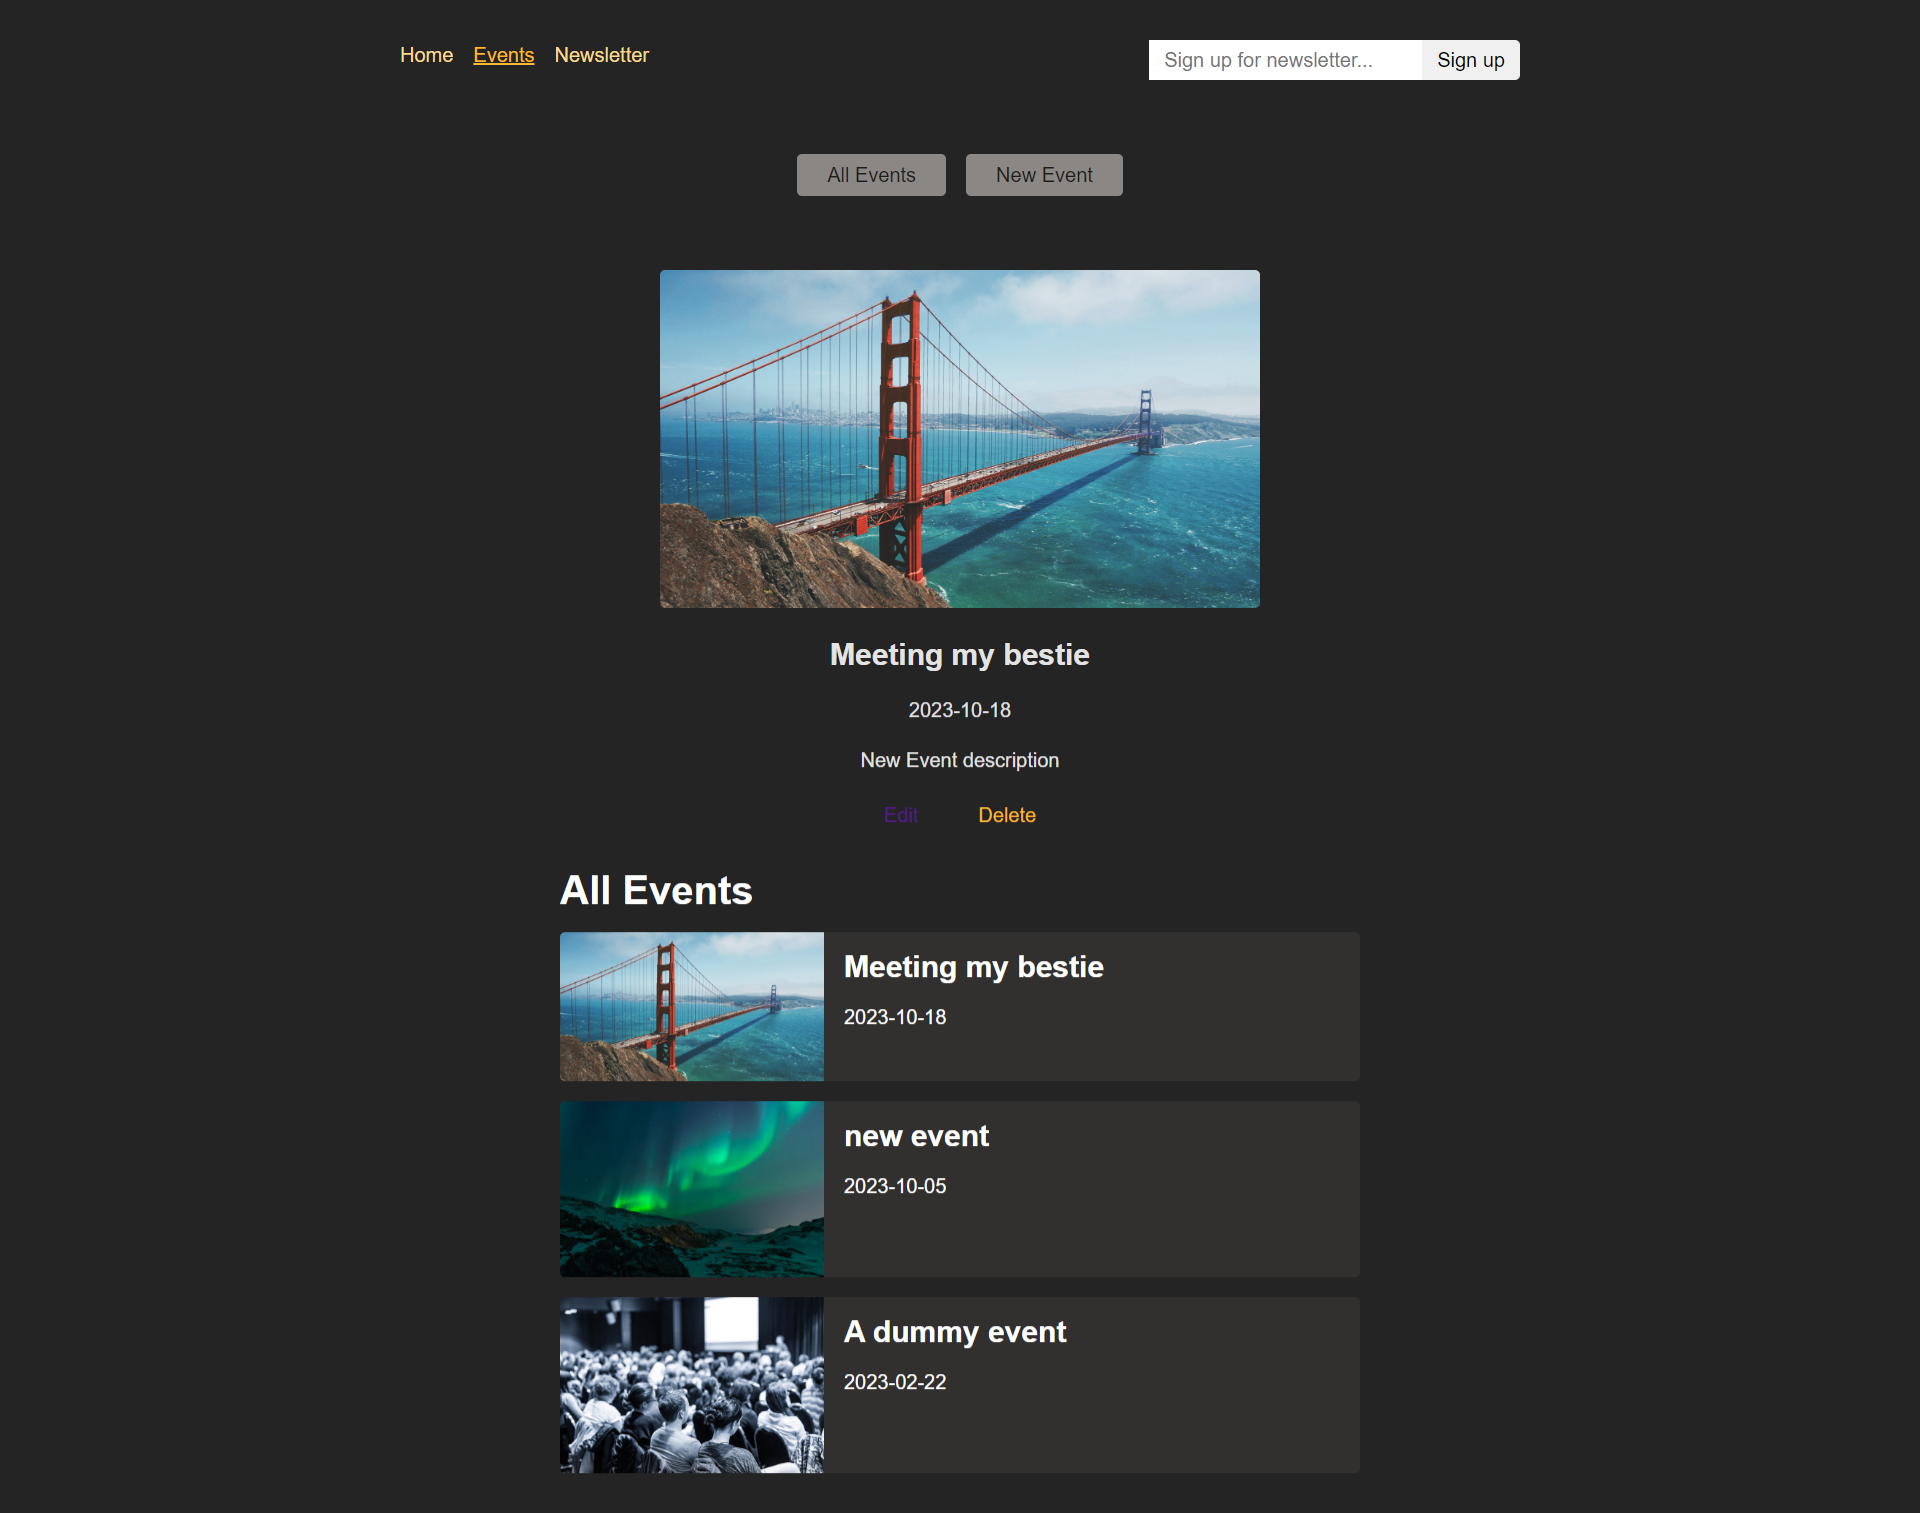 Home Events Newsletter
Sign up for newsletter... Sign up
All Events New Event
Meeting my bestie
2023-10-18
New Event description
Edit Delete
All Events
Meeting my bestie
2023-10-18
new event
2023-10-05
A dummy event
2023-02-22